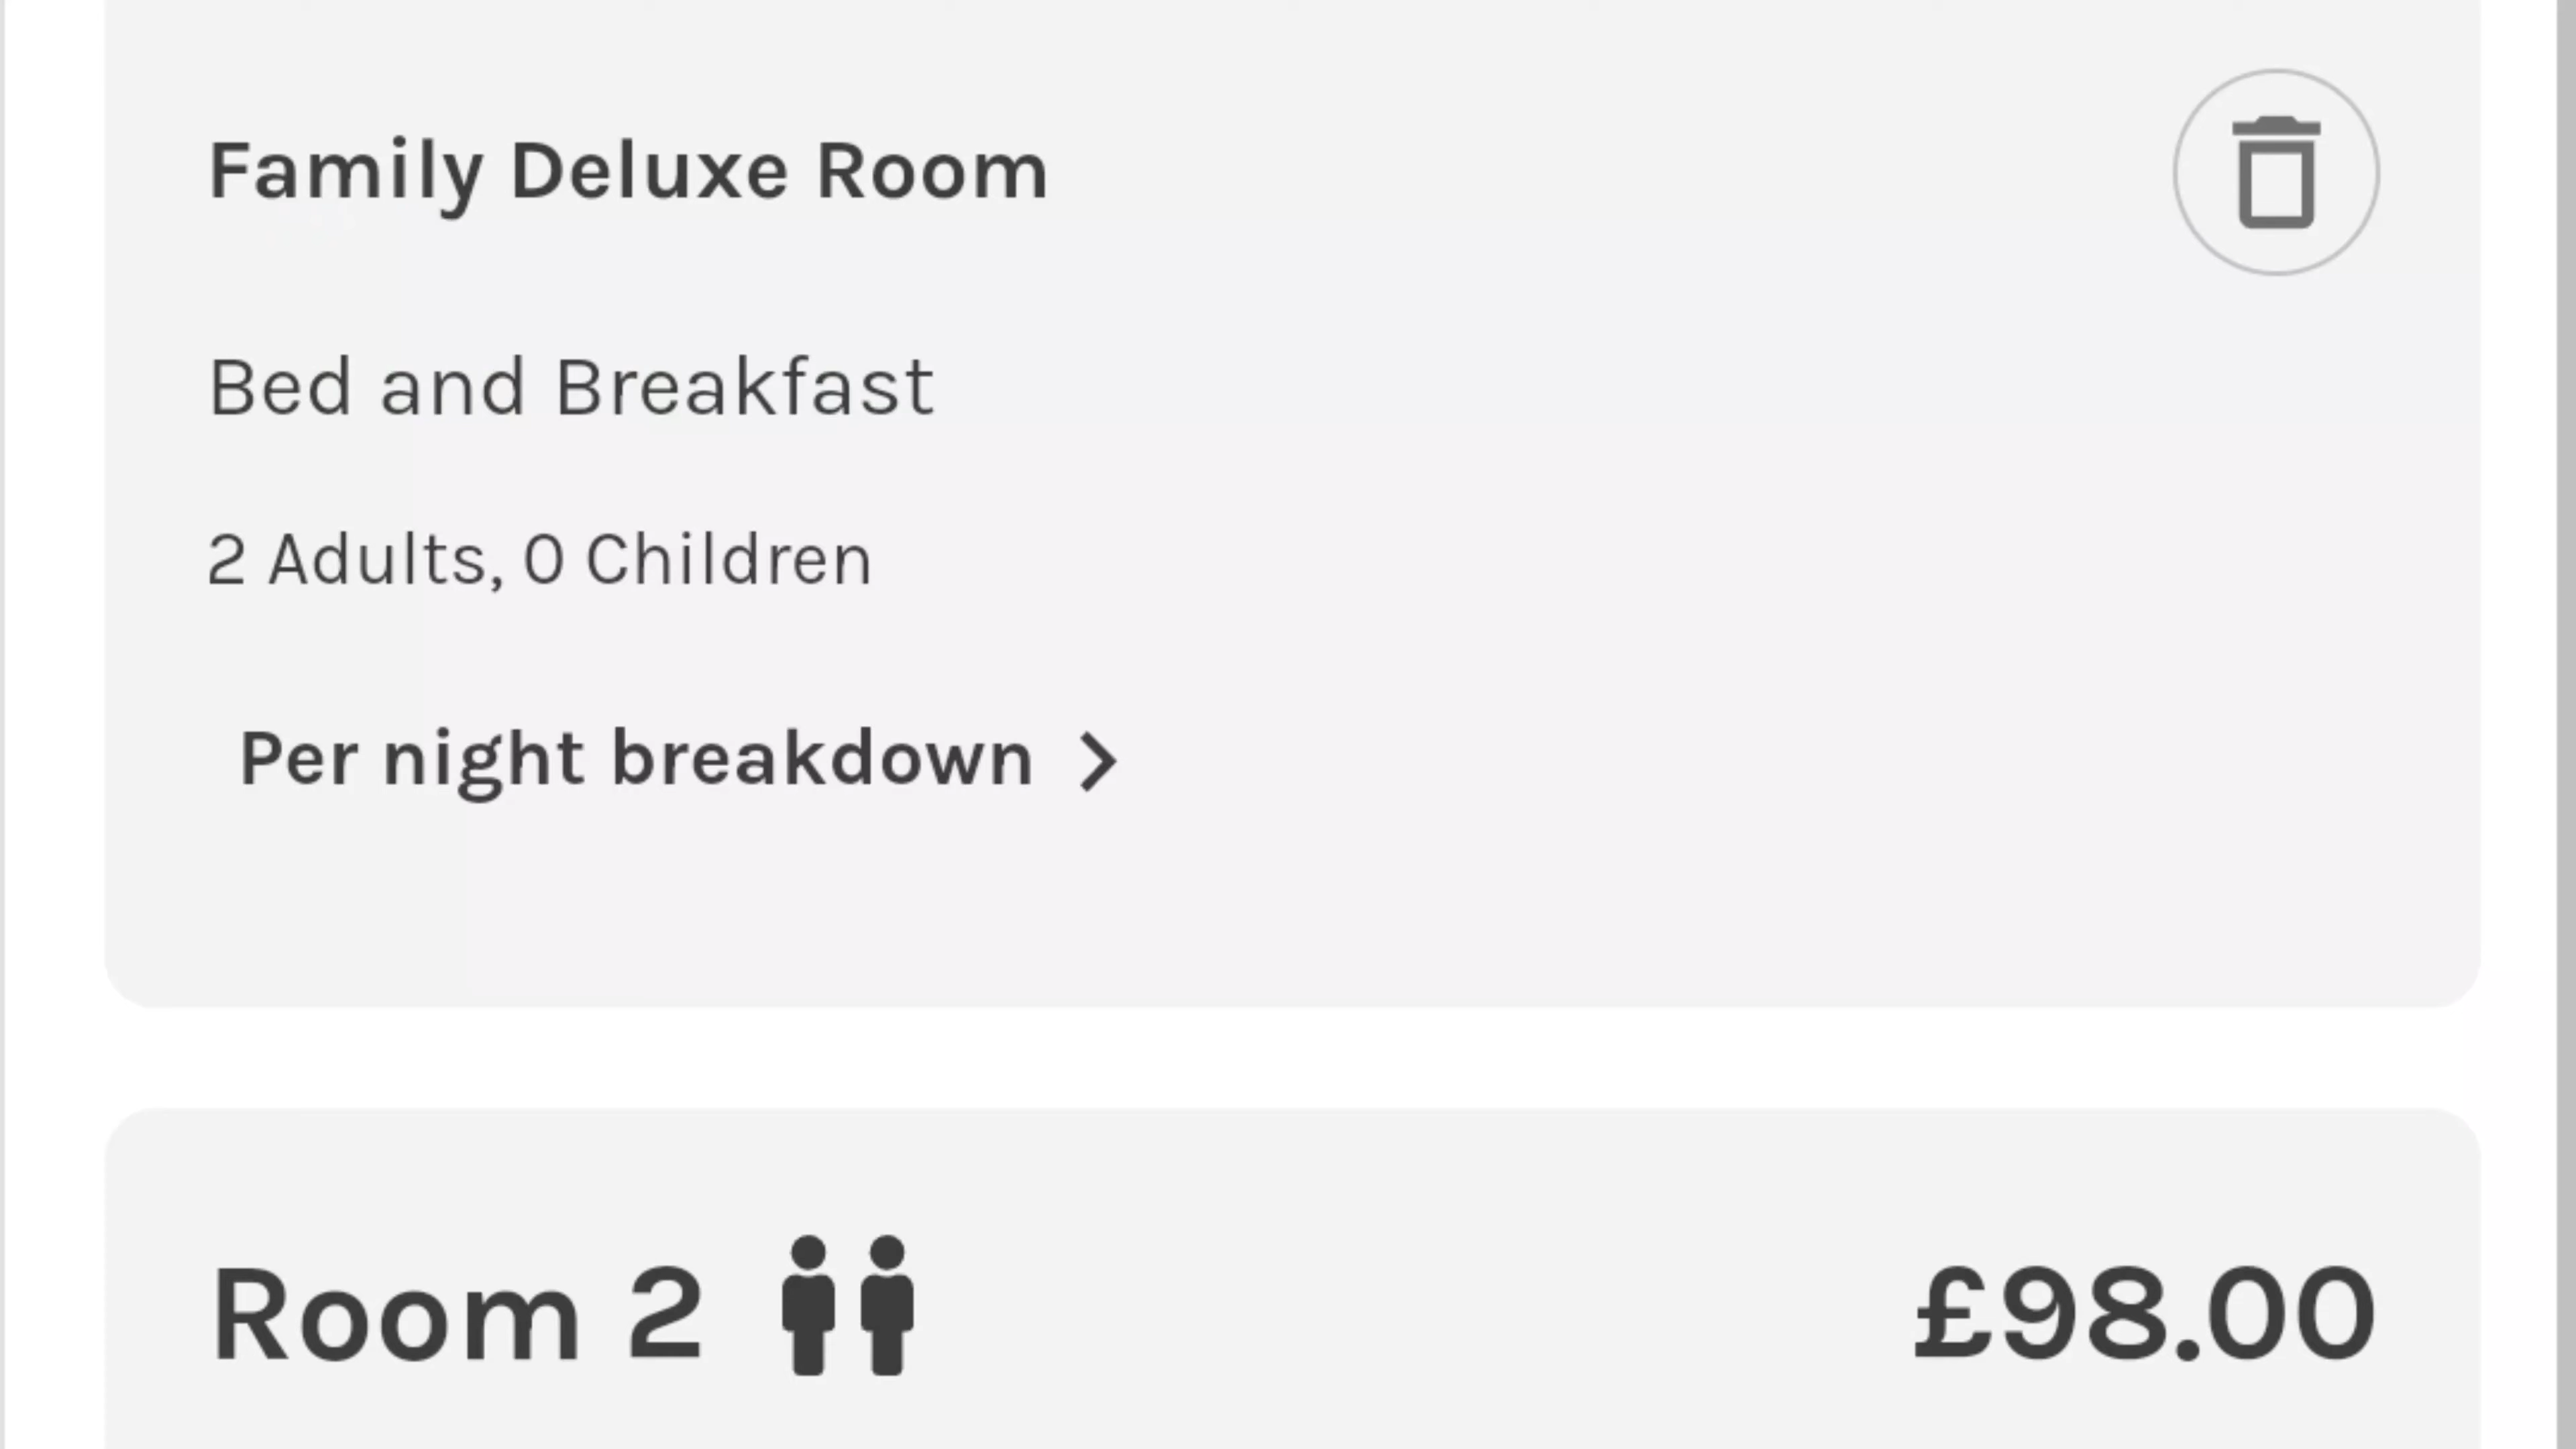 Family Deluxe Room
Bed and Breakfast
2 Adults, 0 Children
Per night breakdown
Room 2 £98.00